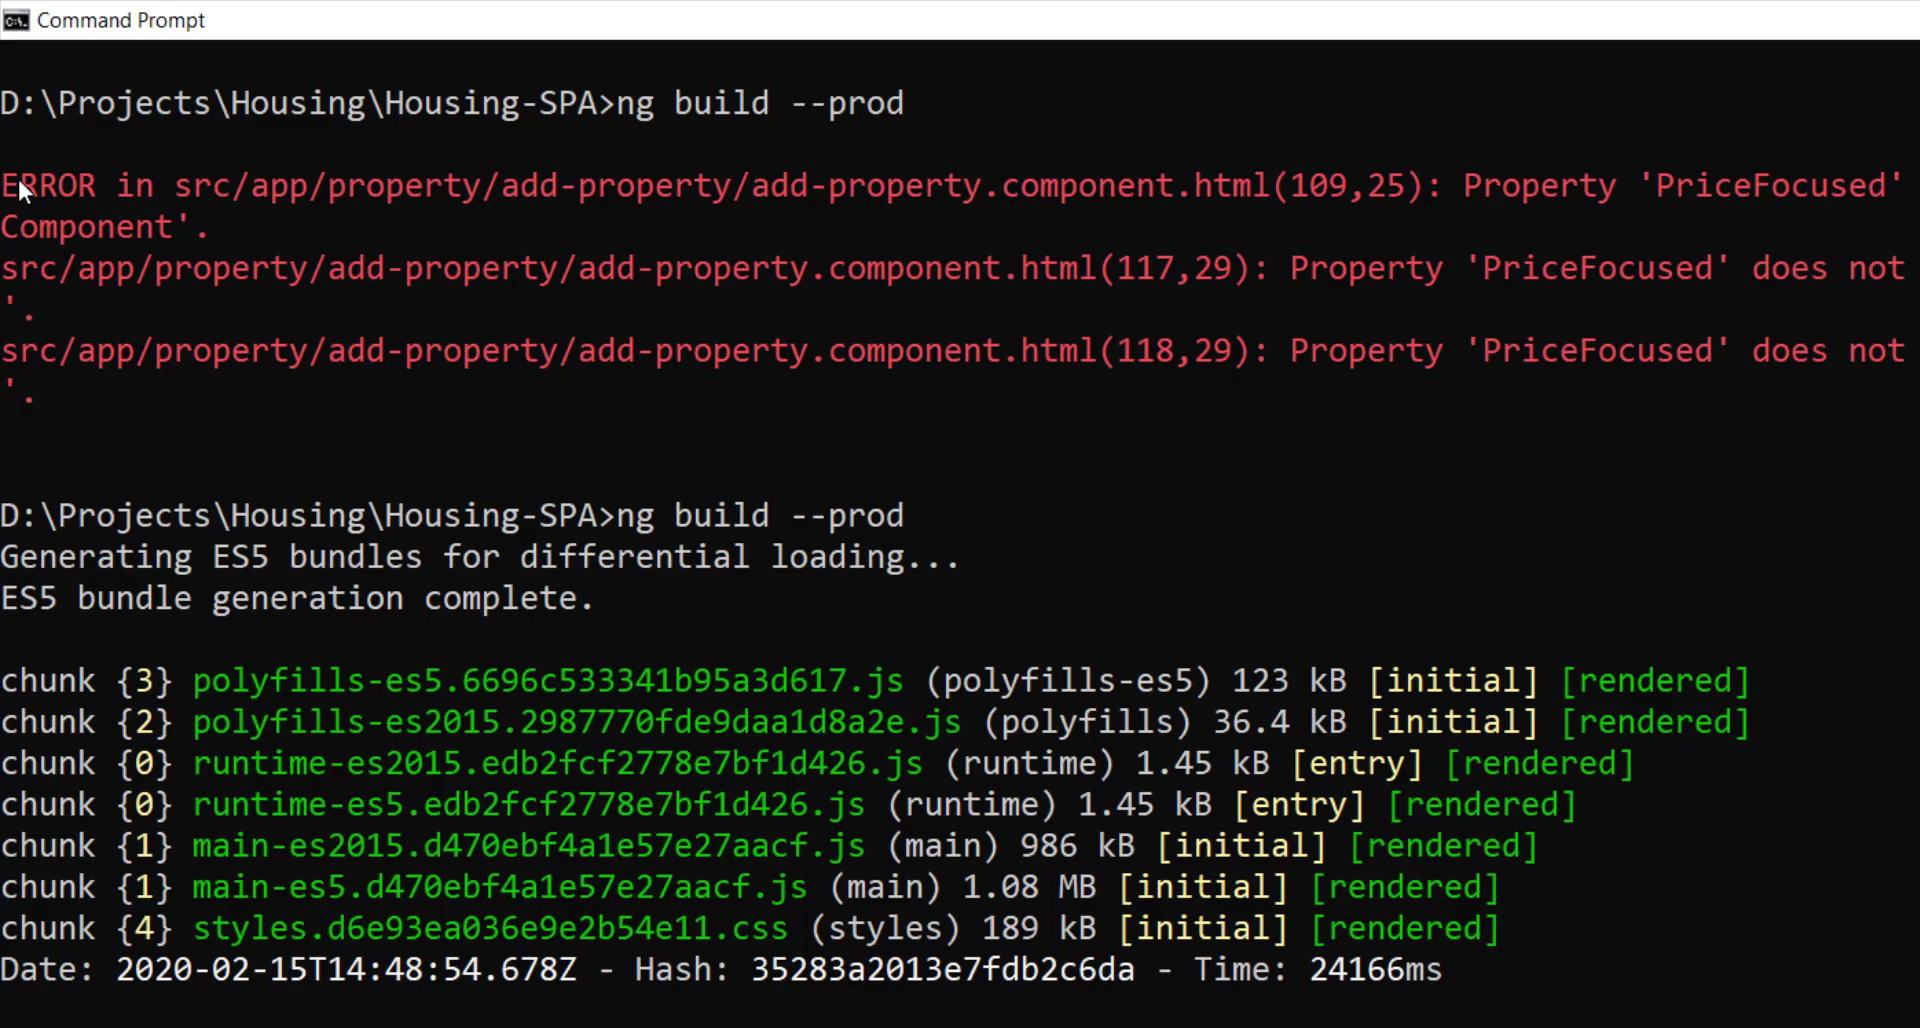 Command Prompt
D:\Projects\Housing\Housing-SPA>ng build --prod
ERROR in src/app/property/add-property/add-property.component.html(109,25): Property 'PriceFocused'
Component'.
src/app/property/add-property/add-property.component.html(117,29): Property 'PriceFocused' does not
'.
src/app/property/add-property/add-property.component.html(118,29): Property 'PriceFocused' does not
'.
D:\Projects\Housing\Housing-SPA>ng build --prod
Generating ES5 bundles for differential loading...
ES5 bundle generation complete.
chunk {3} polyfills-es5.6696c533341b95a3d617.js (polyfills-es5) 123 kB [initial] [rendered]
chunk {2} polyfills-es2015.2987770fde9daa1d8a2e.js (polyfills) 36.4 kB [initial] [rendered]
chunk {0} runtime-es2015.edb2fcf2778e7bf1d426.js (runtime) 1.45 kB [entry] [rendered]
chunk {0} runtime-es5.edb2fcf2778e7bf1d426.js (runtime) 1.45 kB [entry] [rendered]
chunk {1} main-es2015.d470ebf4a1e57e27aacf.js (main) 986 kB [initial] [rendered]
chunk {1} main-es5.d470ebf4a1e57e27aacf.js (main) 1.08 MB [initial] [rendered]
chunk {4} styles.d6e93ea036e9e2b54e11.css (styles) 189 kB [initial] [rendered]
Date: 2020-02-15T14:48:54.678Z - Hash: 35283a2013e7fdb2c6da - Time: 24166ms